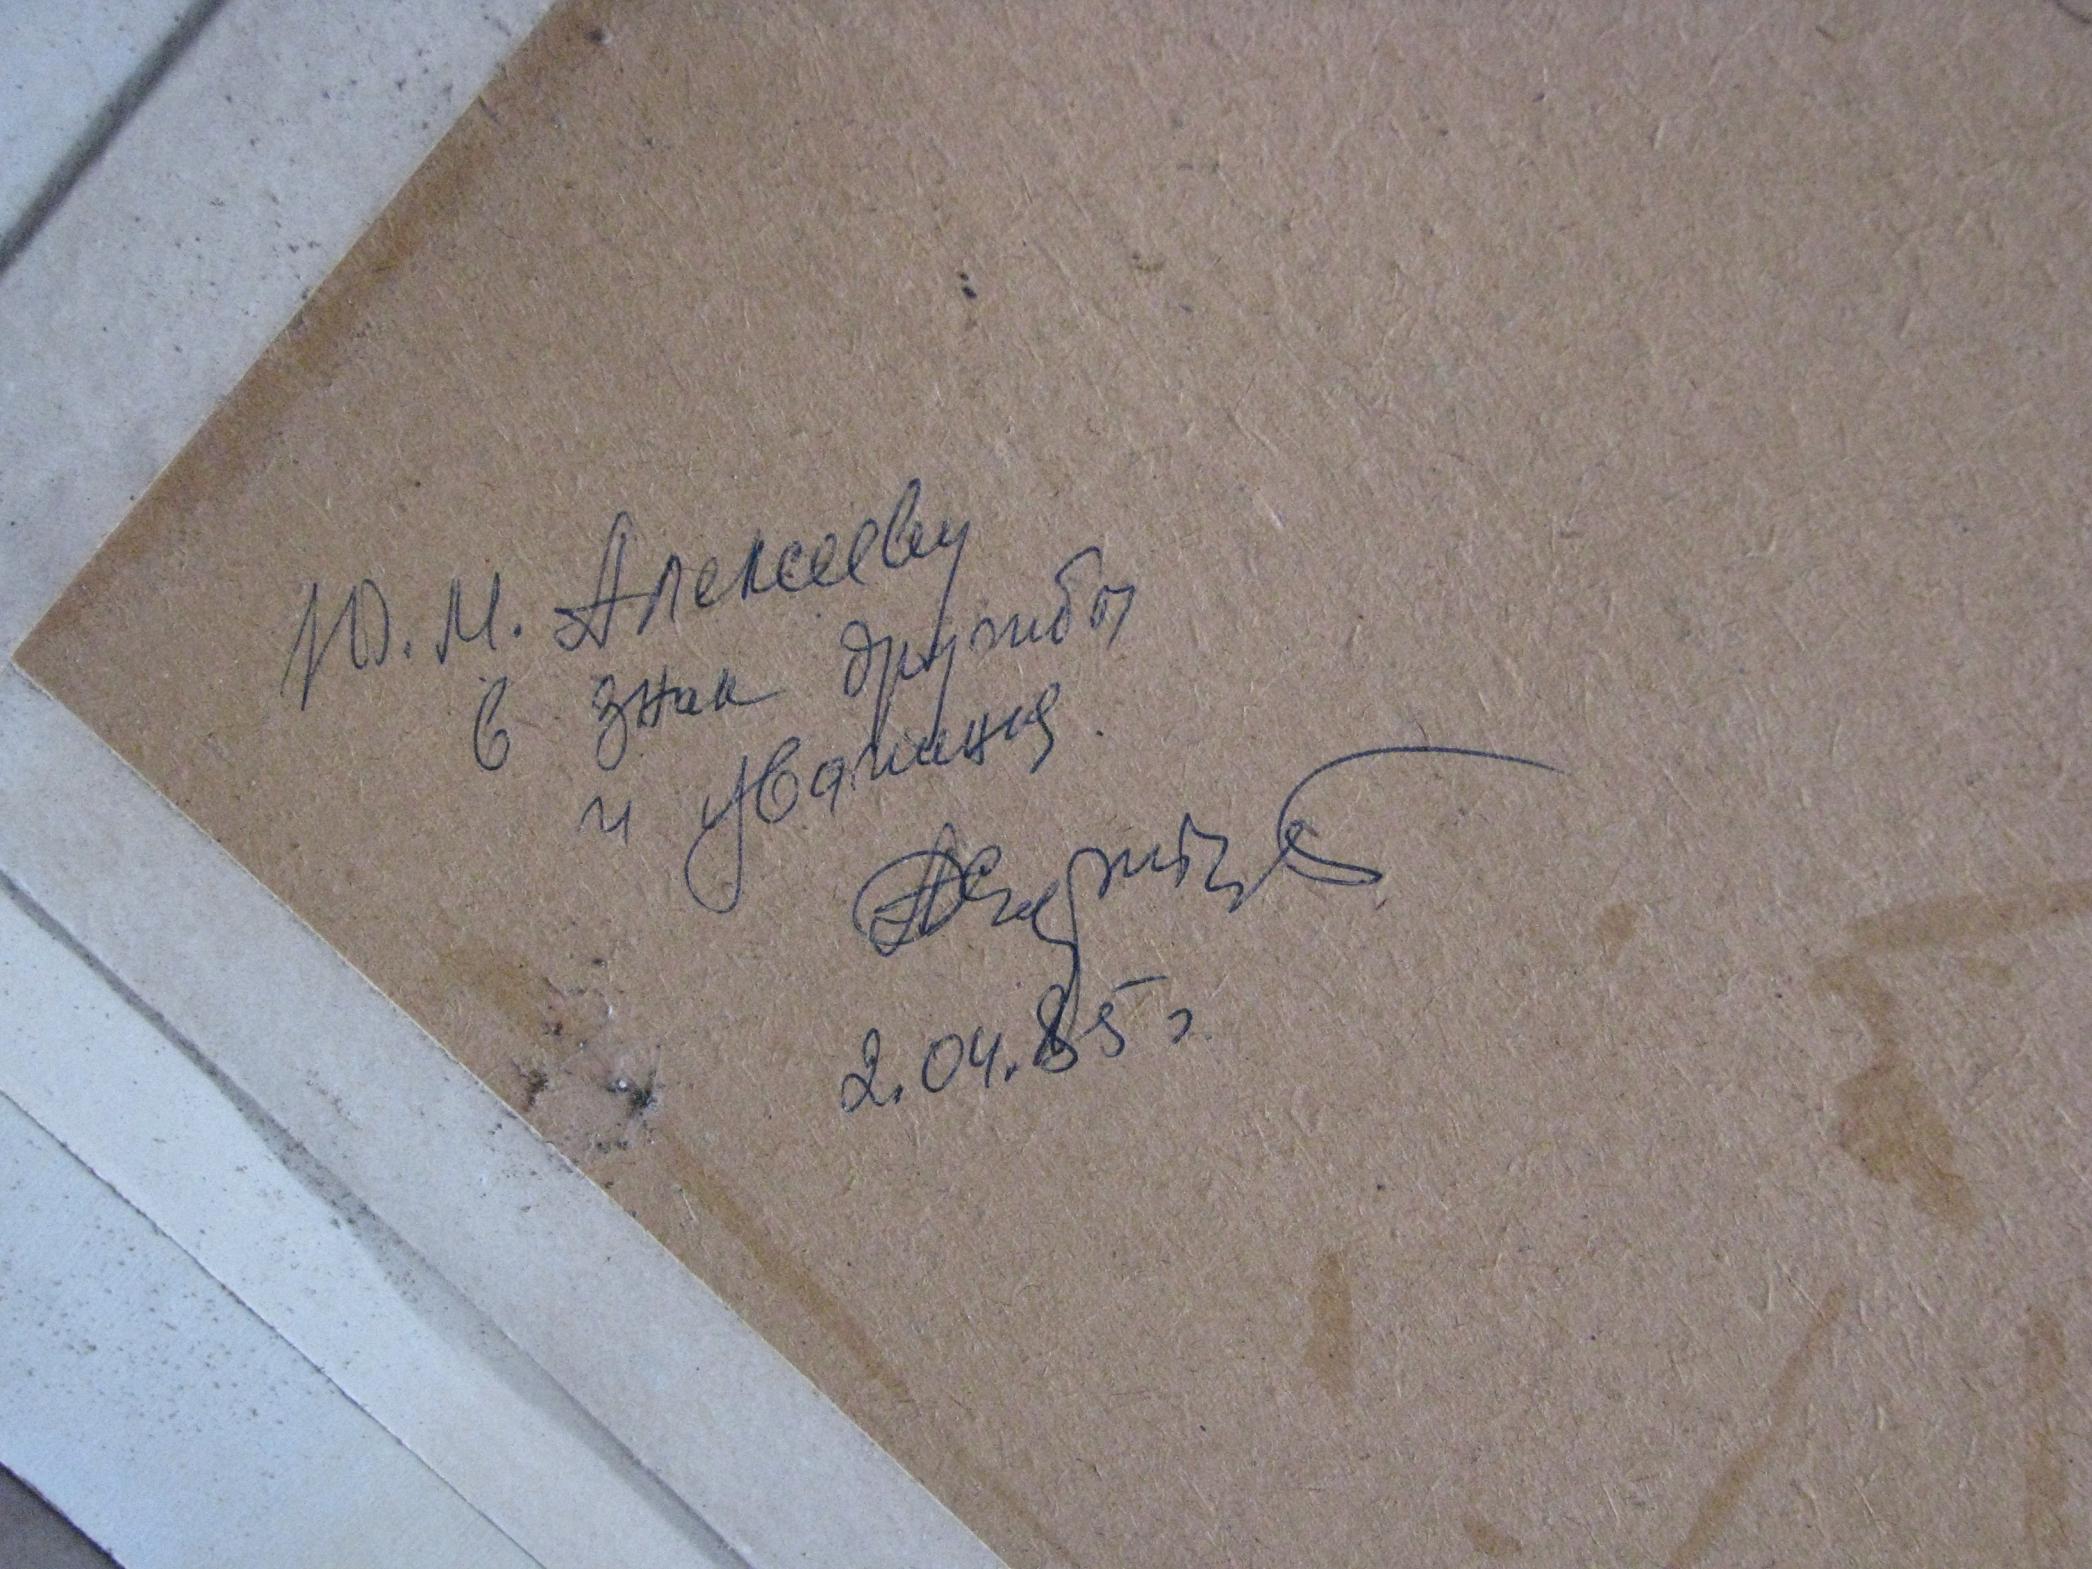 Ю. М. Алексееву
в знак дружбы
и уважения.
2.04.85 г.